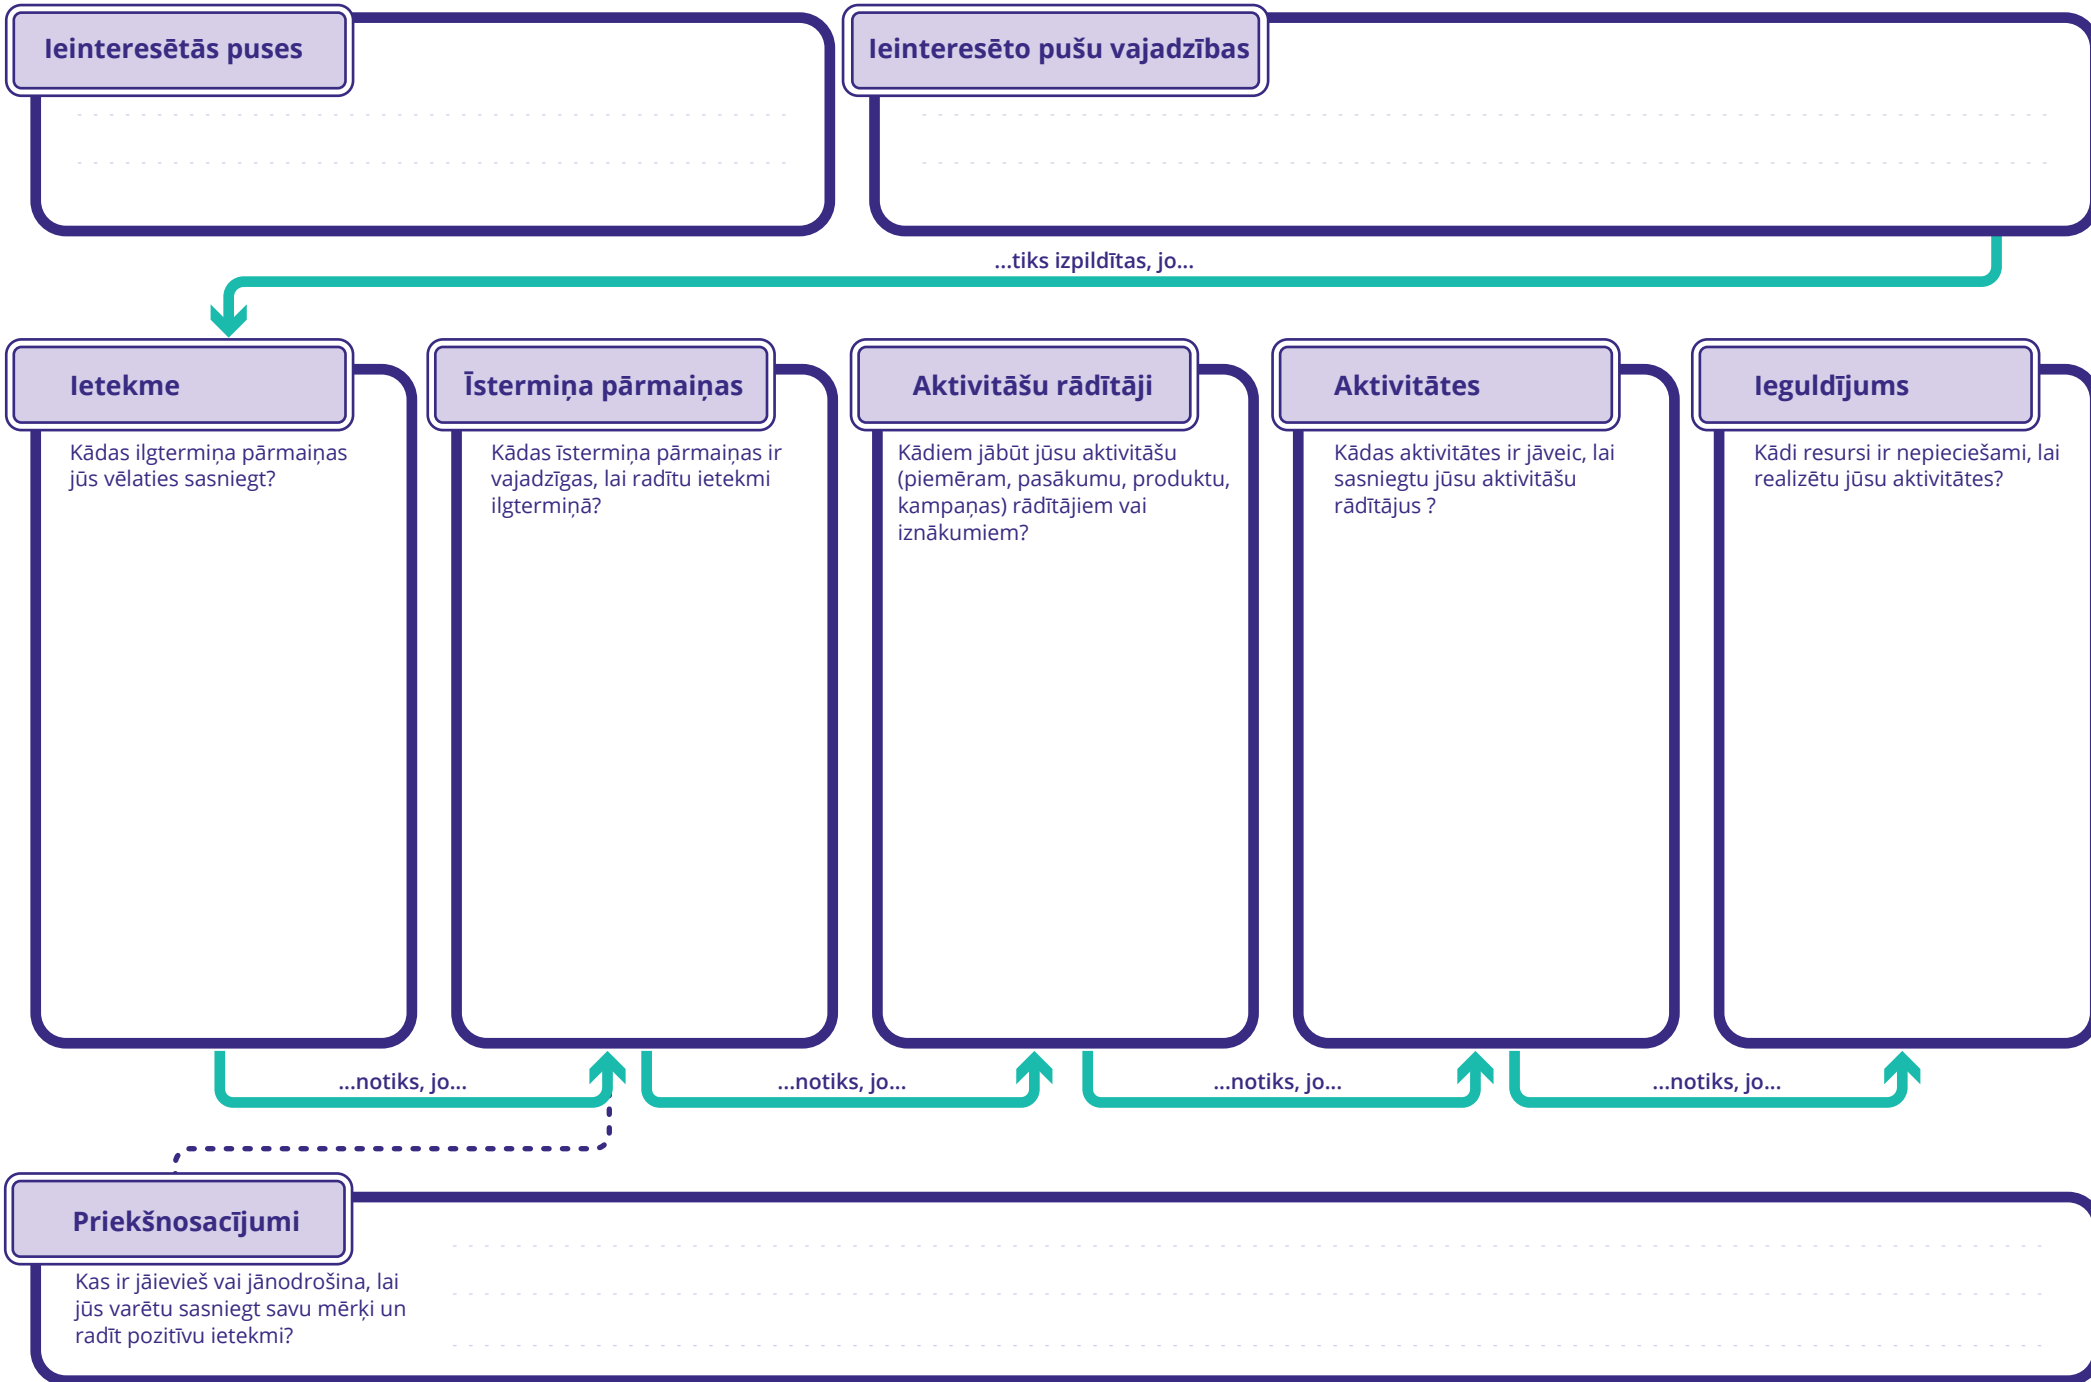 Ieinteresētās puses
Ieinteresēto pušu vajadzības
...tiks izpildītas, jo...
Ietekme
Kādas ilgtermiņa pārmaiņas
jūs vēlaties sasniegt?
Īstermiņa pārmaiņas
Kādas īstermiņa pārmaiņas ir
vajadzīgas, lai radītu ietekmi
ilgtermiņā?
Aktivitāšu rādītāji
Kādiem jābūt jūsu aktivitāšu
(piemēram, pasākumu, produktu,
kampaņas) rādītājiem vai
iznākumiem?
Aktivitātes
Kādas aktivitātes ir jāveic, lai
sasniegtu jūsu aktivitāšu
rādītājus ?
Ieguldījums
Kādi resursi ir nepieciešami, lai
realizētu jūsu aktivitātes?
...notiks, jo...
...notiks, jo...
...notiks, jo...
...notiks, jo...
Priekšnosacījumi
Kas ir jāievieš vai jānodrošina, lai
jūs varētu sasniegt savu mērķi un
radīt pozitīvu ietekmi?